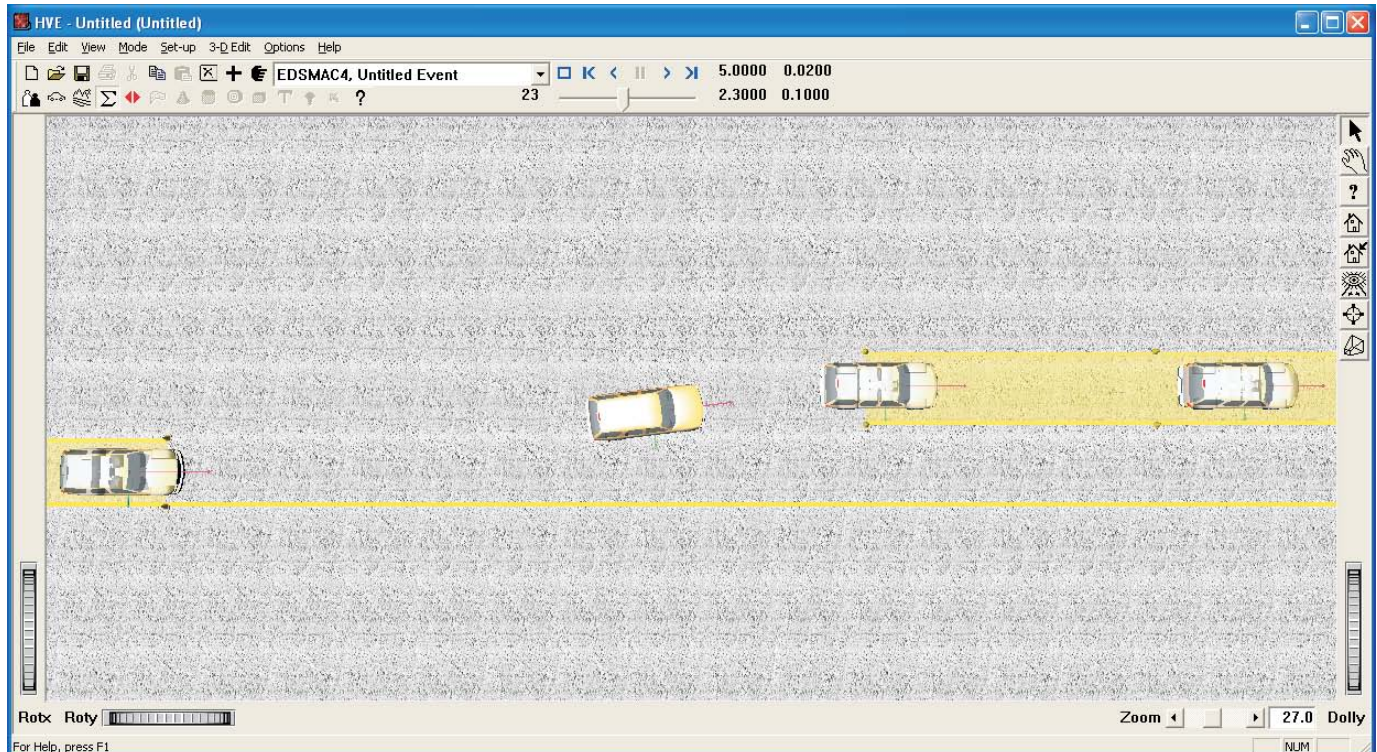 HVE - Untitled (Untitled)
File Edit View Mode Set-up 3-D Edit Options Help
EDSMAC4, Untitled Event 5.0000 0.0200
? 23 2.3000 0.1000
?
Rotx Roty Zoom 27.0 Dolly
For Help, press F1 NUM